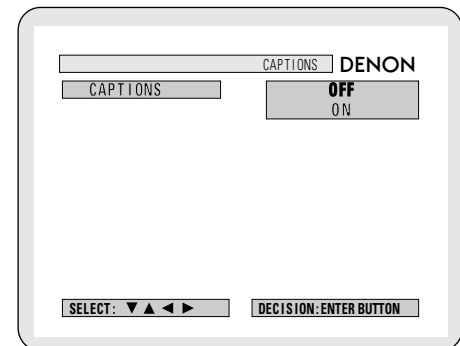 CAPTIONS DENON
CAPTIONS OFF
ON
SELECT: ▼ ▲ ◄ ► DECISION:ENTER BUTTON